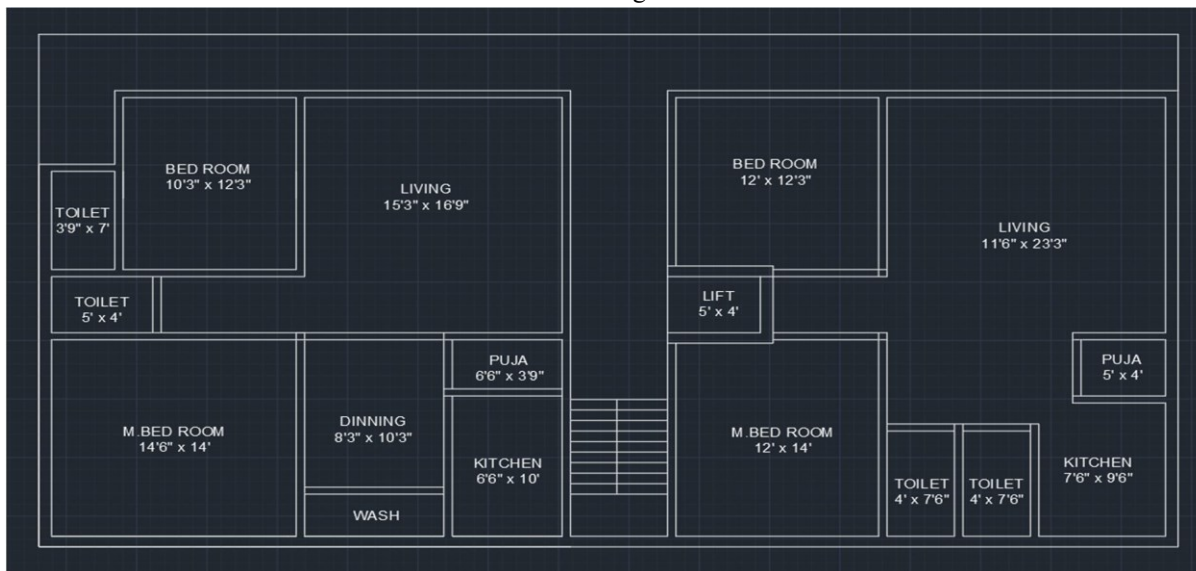 BED ROOM
10'3" x 12'3"
LIVING
15'3" x 16'9"
TOILET
3'9" x 7'
TOILET
5' x 4'
M.BED ROOM
14'6" x 14'
DINNING
8'3" x 10'3"
WASH
PUJA
6'6" x 3'9"
KITCHEN
6'6" x 10'
BED ROOM
12' x 12'3"
LIVING
11'6" x 23'3"
LIFT
5' x 4'
M.BED ROOM
12' x 14'
TOILET
4' x 7'6"
TOILET
4' x 7'6"
PUJA
5' x 4'
KITCHEN
7'6" x 9'6"